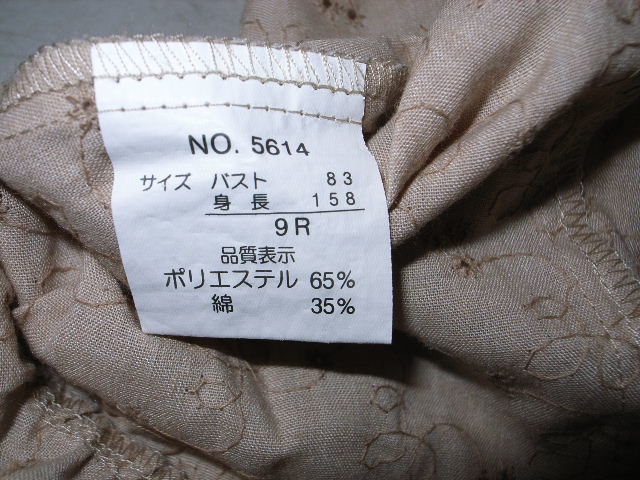 NO. 5614
サイズ バスト 83
身長 158
9R
品質表示
ポリエステル 65%
綿 35%